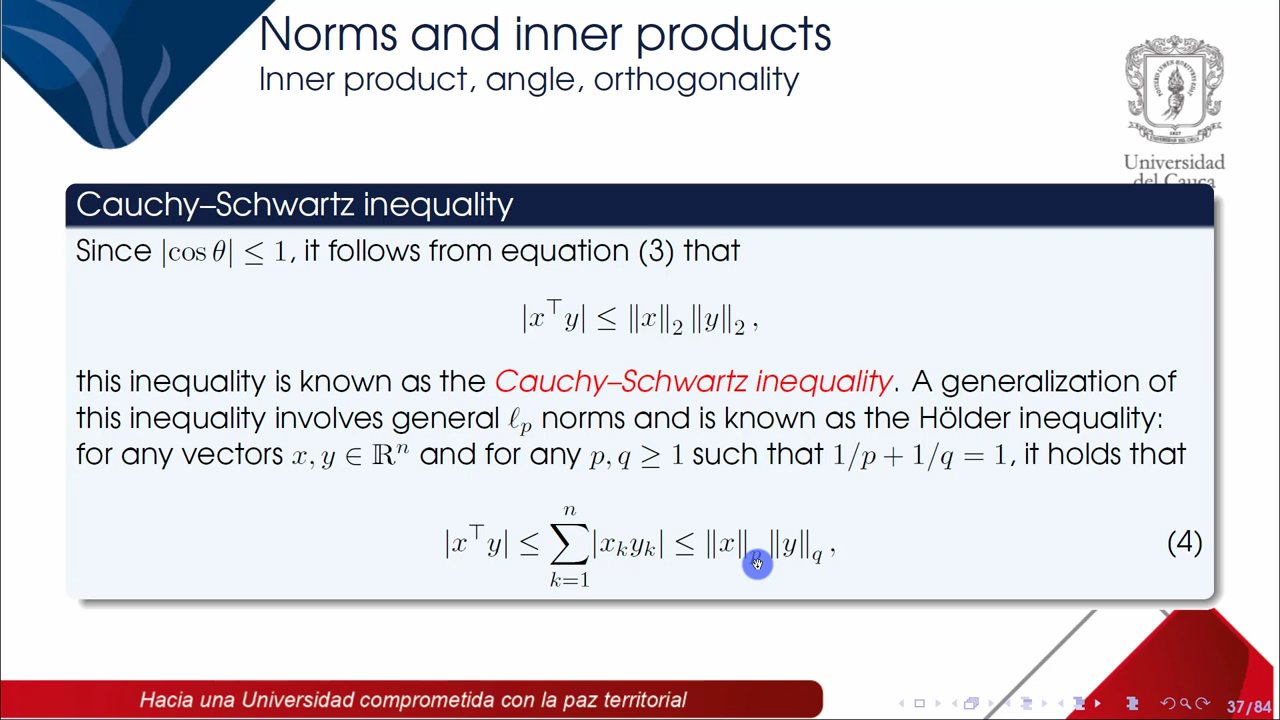 Norms and inner products
Inner product, angle, orthogonality
Universidad
del Cauca
Cauchy–Schwartz inequality
Since |cos θ| ≤ 1, it follows from equation (3) that
|x⊤y| ≤ ‖x‖₂ ‖y‖₂ ,
this inequality is known as the Cauchy–Schwartz inequality. A generalization of
this inequality involves general ℓₚ norms and is known as the Hölder inequality:
for any vectors x, y ∈ ℝⁿ and for any p, q ≥ 1 such that 1/p + 1/q = 1, it holds that
|x⊤y| ≤ ∑_{k=1}^{n} |x_k y_k| ≤ ‖x‖_p ‖y‖_q , (4)
Hacia una Universidad comprometida con la paz territorial
37/84